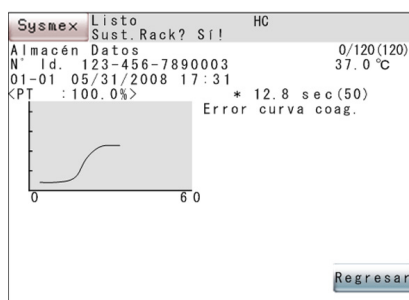 Sysmex Listo HC
Sust.Rack? Sí!
Almacén Datos 0/120(120)
N° Id. 123-456-7890003 37.0 °C
01-01 05/31/2008 17:31
<PT :100.0%> * 12.8 sec(50)
Error curva coag.
0 60
Regresar